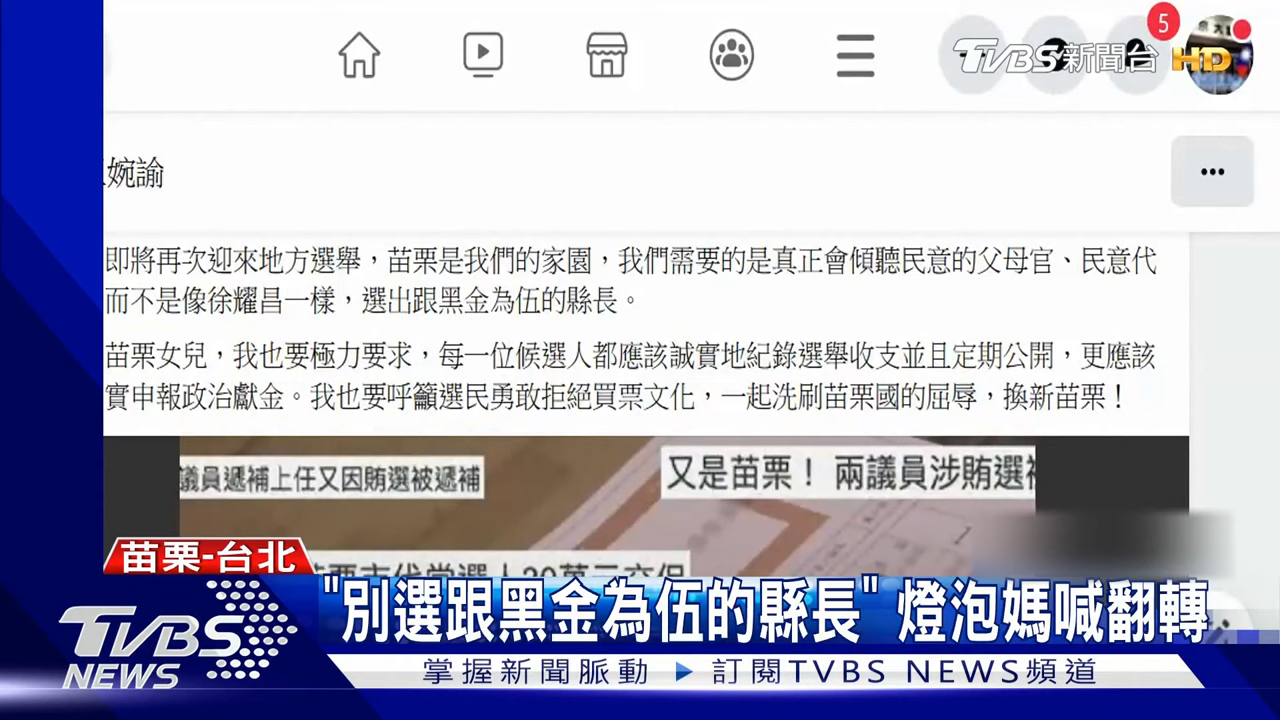 5
TVBS新聞台 HD
婉諭
即將再次迎來地方選舉，苗栗是我們的家園，我們需要的是真正會傾聽民意的父母官、民意代
而不是像徐耀昌一樣，選出跟黑金為伍的縣長。
苗栗女兒，我也要極力要求，每一位候選人都應該誠實地紀錄選舉收支並且定期公開，更應該
實申報政治獻金。我也要呼籲選民勇敢拒絕買票文化，一起洗刷苗栗國的屈辱，換新苗栗！
議員遞補上任又因賄選被遞補
又是苗栗！ 兩議員涉賄選
苗栗-台北
"別選跟黑金為伍的縣長" 燈泡媽喊翻轉
TVBS NEWS
掌握新聞脈動 ▶ 訂閱TVBS NEWS頻道